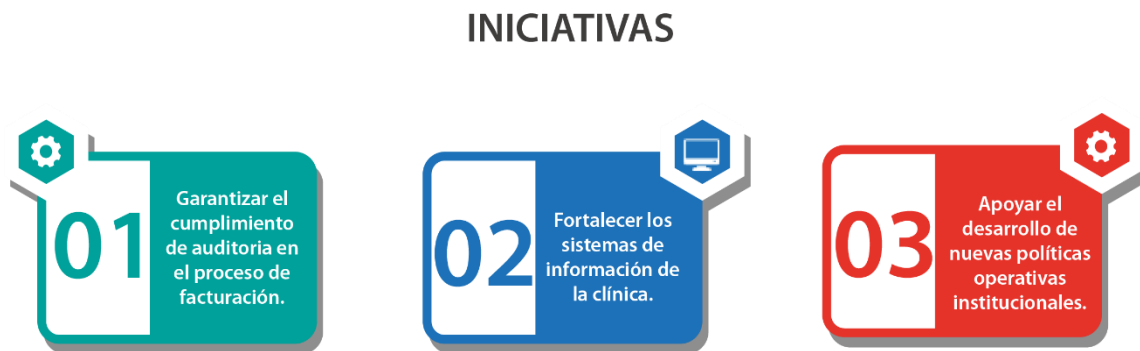 INICIATIVAS
01
Garantizar el
cumplimiento
de auditoria en
el proceso de
facturación.
02
Fortalecer los
sistemas de
información de
la clínica.
03
Apoyar el
desarrollo de
nuevas políticas
operativas
institucionales.